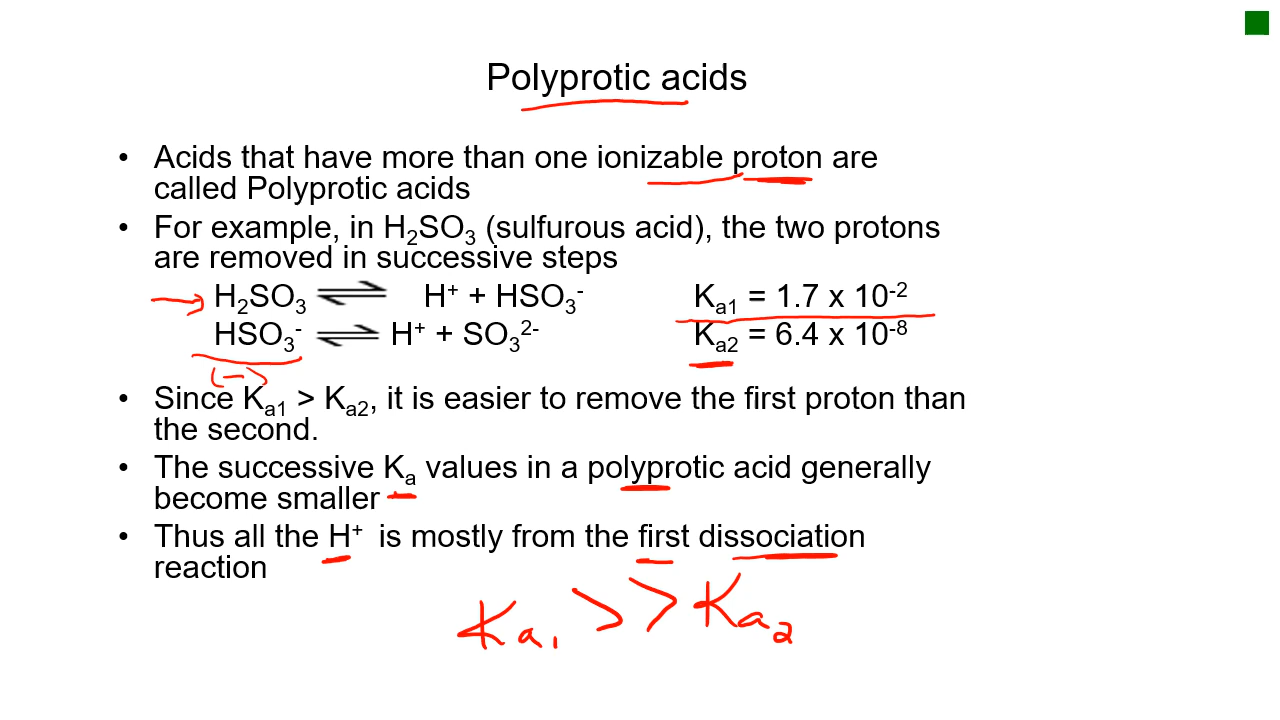 Polyprotic acids
• Acids that have more than one ionizable proton are
called Polyprotic acids
• For example, in H₂SO₃ (sulfurous acid), the two protons
are removed in successive steps
H₂SO₃ ⇌ H⁺ + HSO₃⁻ Kₐ₁ = 1.7 x 10⁻²
HSO₃⁻ ⇌ H⁺ + SO₃²⁻ Kₐ₂ = 6.4 x 10⁻⁸
(-)
• Since Kₐ₁ > Kₐ₂, it is easier to remove the first proton than
the second.
• The successive Kₐ values in a polyprotic acid generally
become smaller
• Thus all the H⁺ is mostly from the first dissociation
reaction
Kₐ₁ >> Kₐ₂